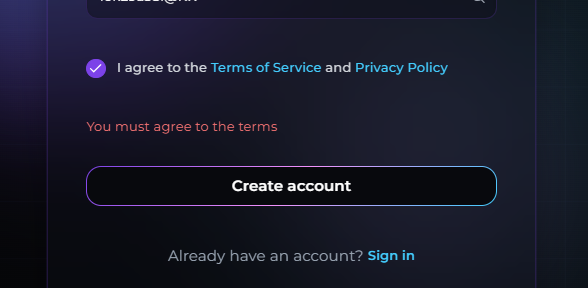 I agree to the Terms of Service and Privacy Policy
You must agree to the terms
Create account
Already have an account? Sign in